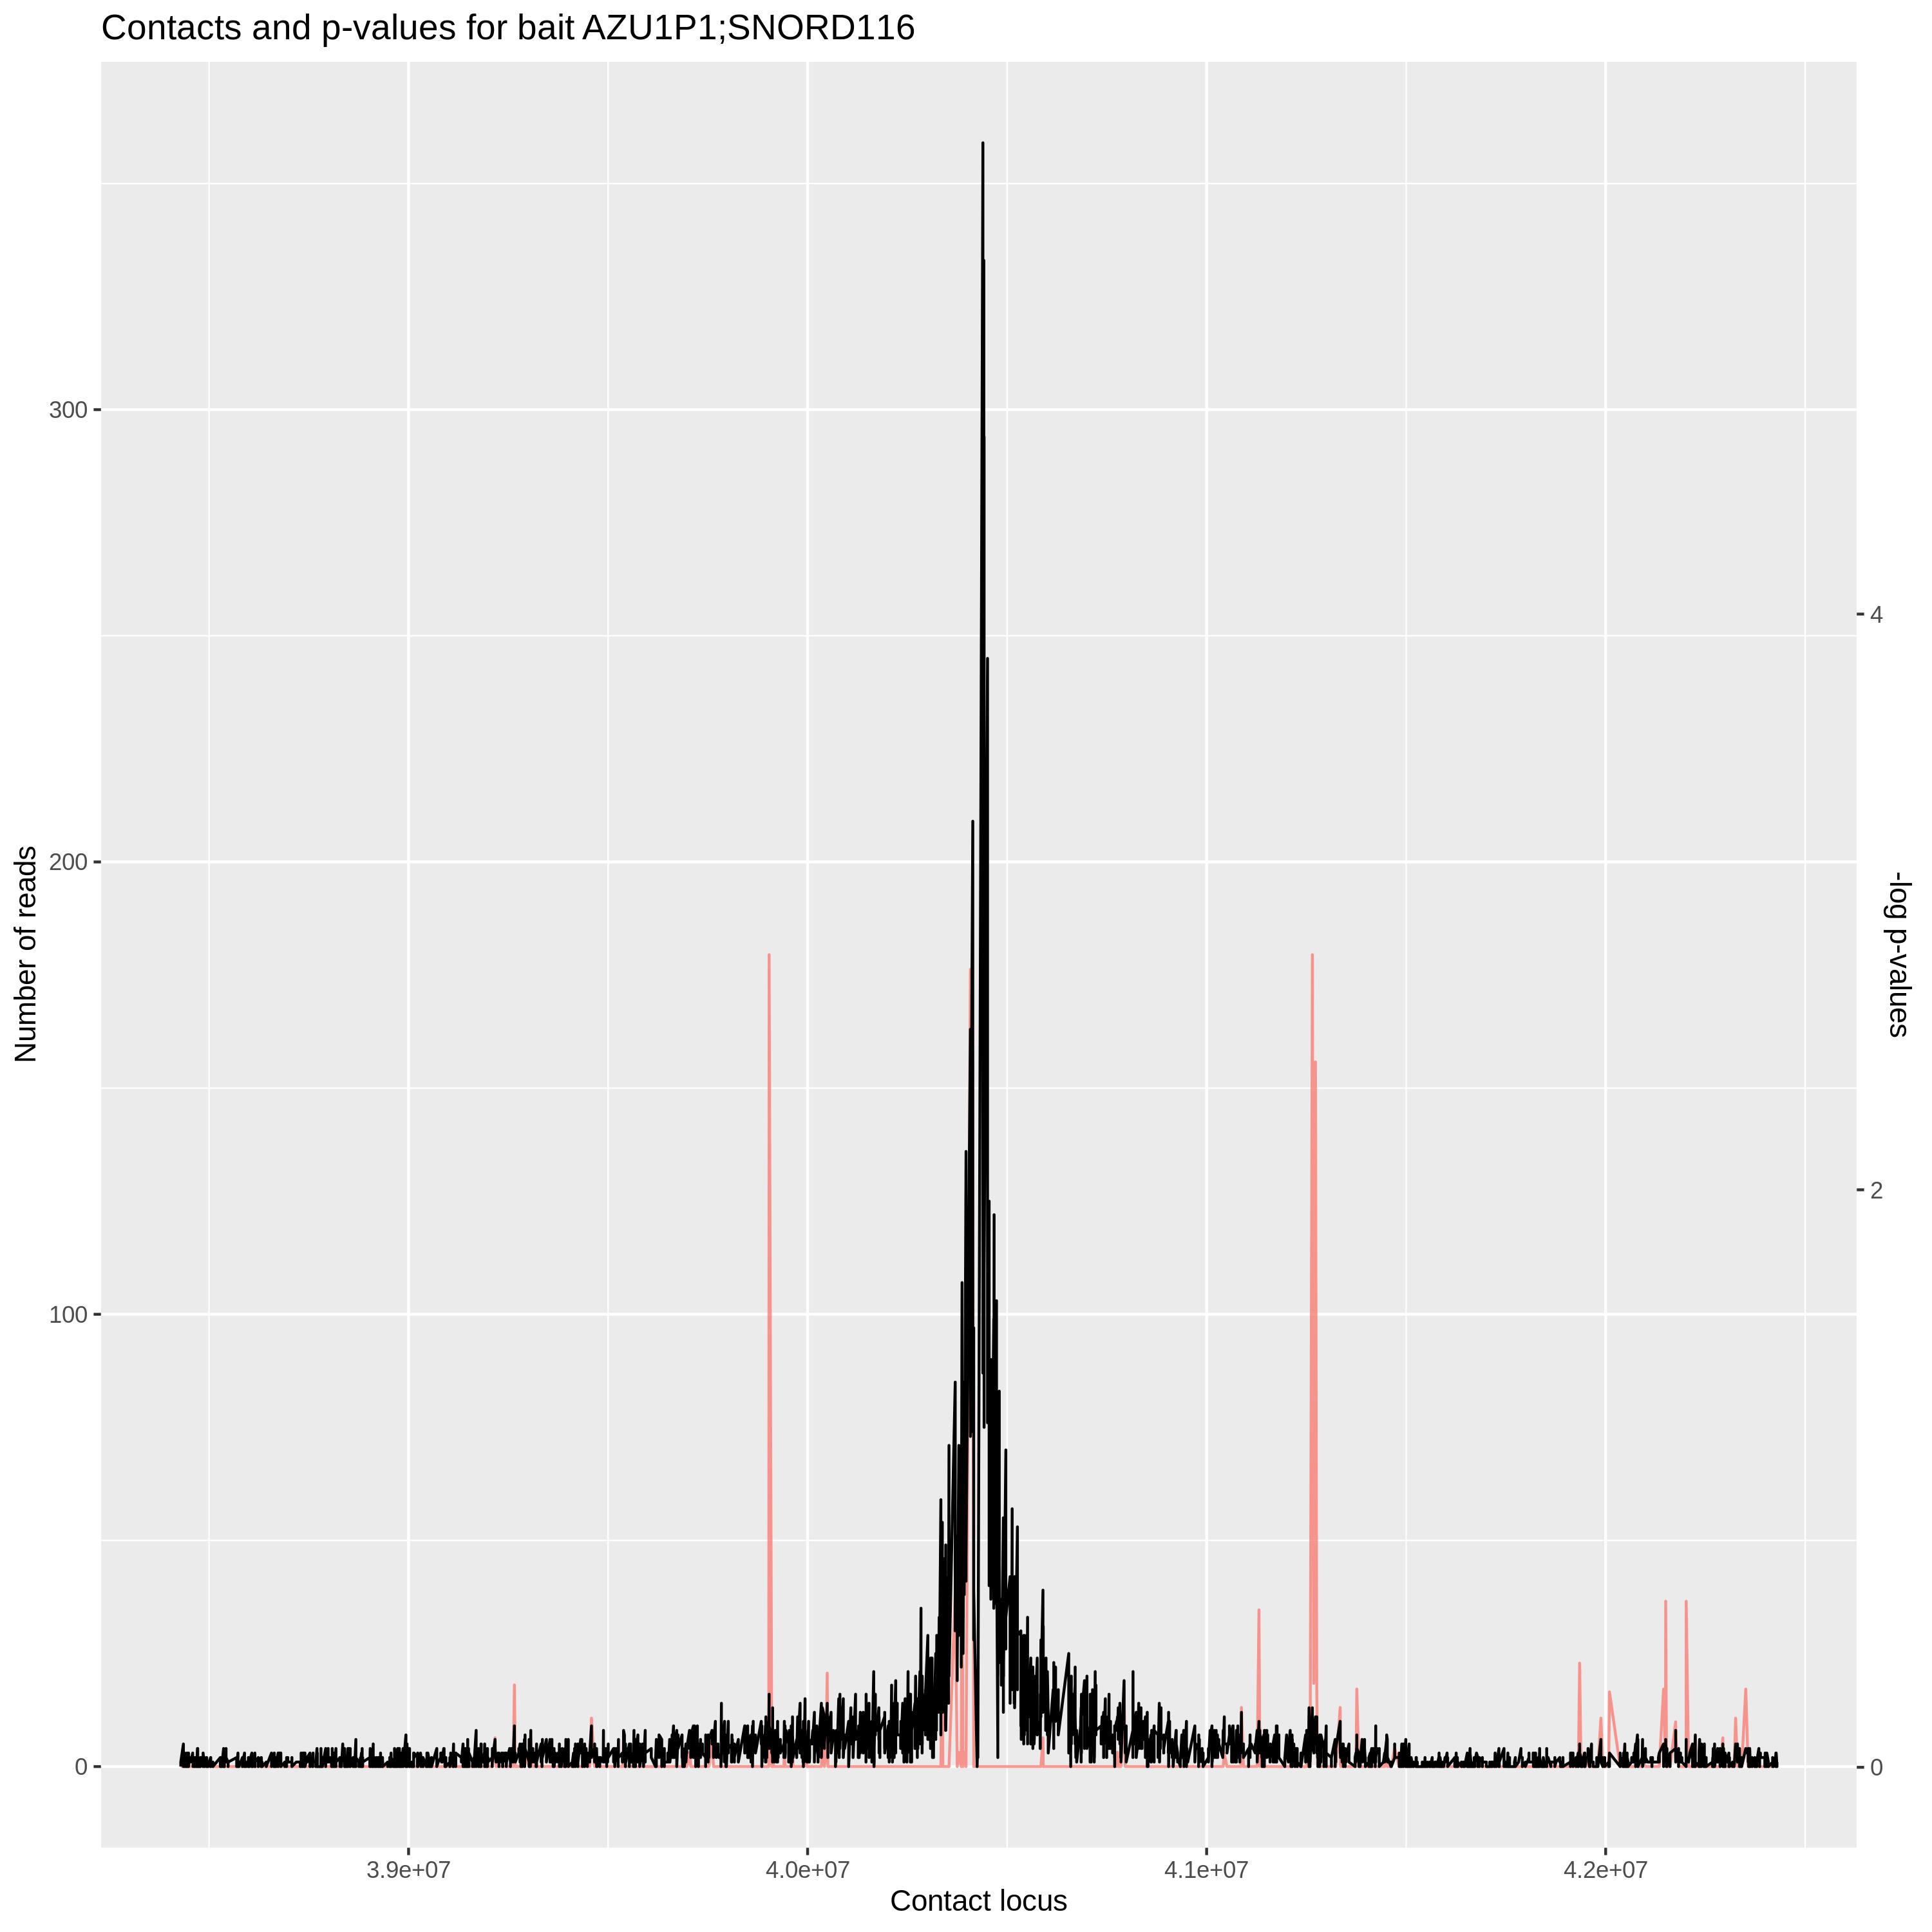 Contacts and p-values for bait AZU1P1;SNORD116
Number of reads
300
200
100
0
4
2
0
-log p-values
3.9e+07 4.0e+07 4.1e+07 4.2e+07
Contact locus